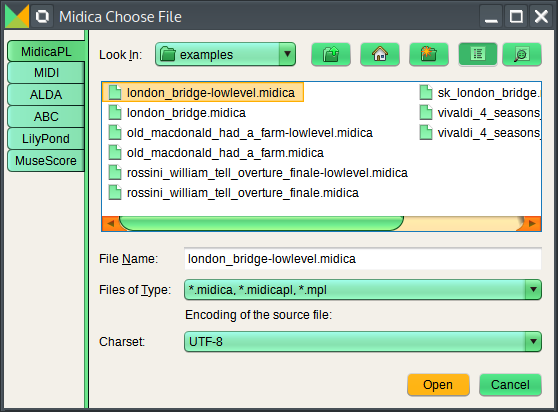 Midica Choose File
MidicaPL
MIDI
ALDA
ABC
LilyPond
MuseScore
Look In: examples
london_bridge-lowlevel.midica
london_bridge.midica
old_macdonald_had_a_farm-lowlevel.midica
old_macdonald_had_a_farm.midica
rossini_william_tell_overture_finale-lowlevel.midica
rossini_william_tell_overture_finale.midica
sk_london_bridge.
vivaldi_4_seasons_
vivaldi_4_seasons_
File Name: london_bridge-lowlevel.midica
Files of Type: *.midica, *.midicapl, *.mpl
Encoding of the source file:
Charset: UTF-8
Open Cancel